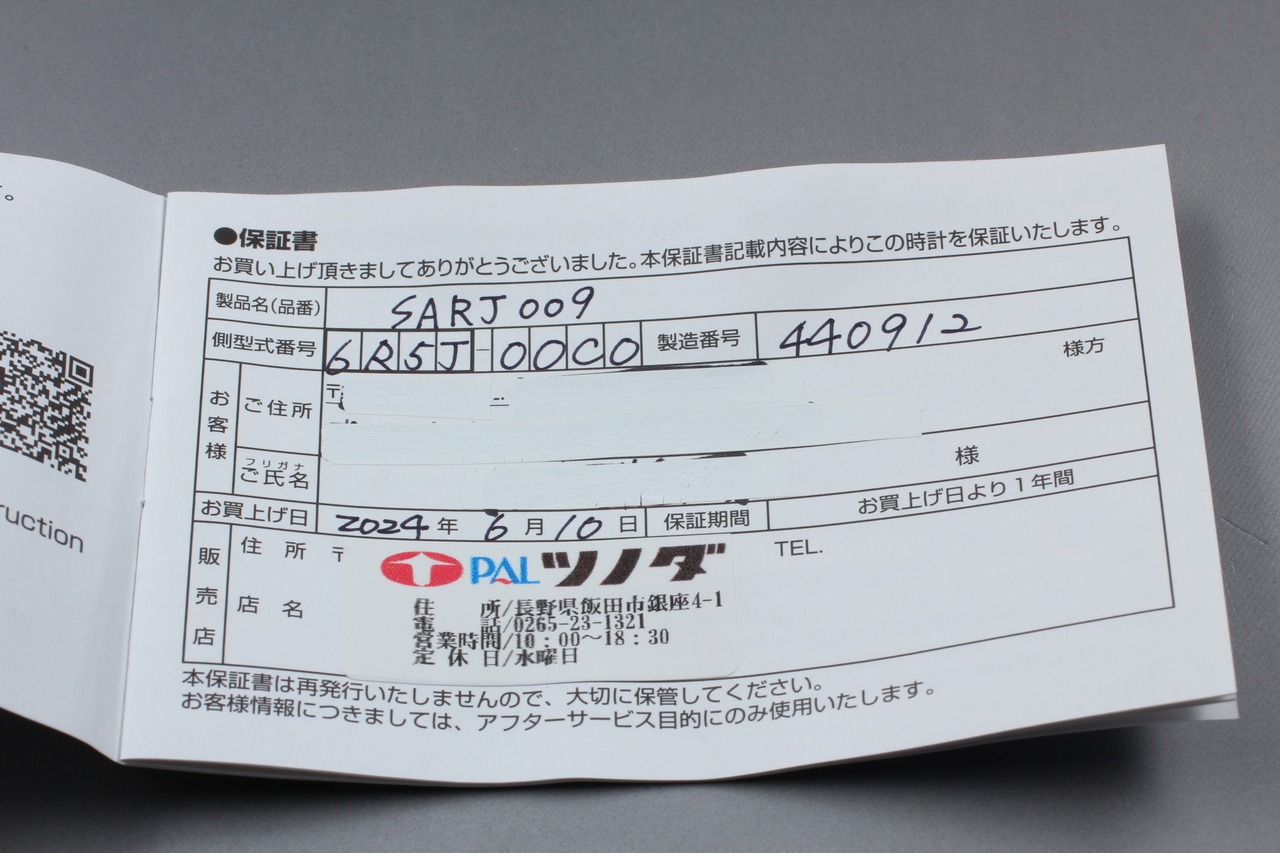 す。
ruction
●保証書
お買い上げ頂きましてありがとうございました。本保証書記載内容によりこの時計を保証いたします。
製品名(品番) SARJ009
側型式番号 6R5J-00C0 製造番号 440912
お客様 ご住所 〒 - 様方
フリガナ
ご氏名 様
お買上げ日 2024年 6月10日 保証期間 お買上げ日より1年間
販売店 住所 〒 TEL.
PAL ツノダ
店名
住 所/長野県飯田市銀座4-1
電 話/0265-23-1321
営業時間/10:00~18:30
定 休 日/水曜日
本保証書は再発行いたしませんので、大切に保管してください。
お客様情報につきましては、アフターサービス目的にのみ使用いたします。